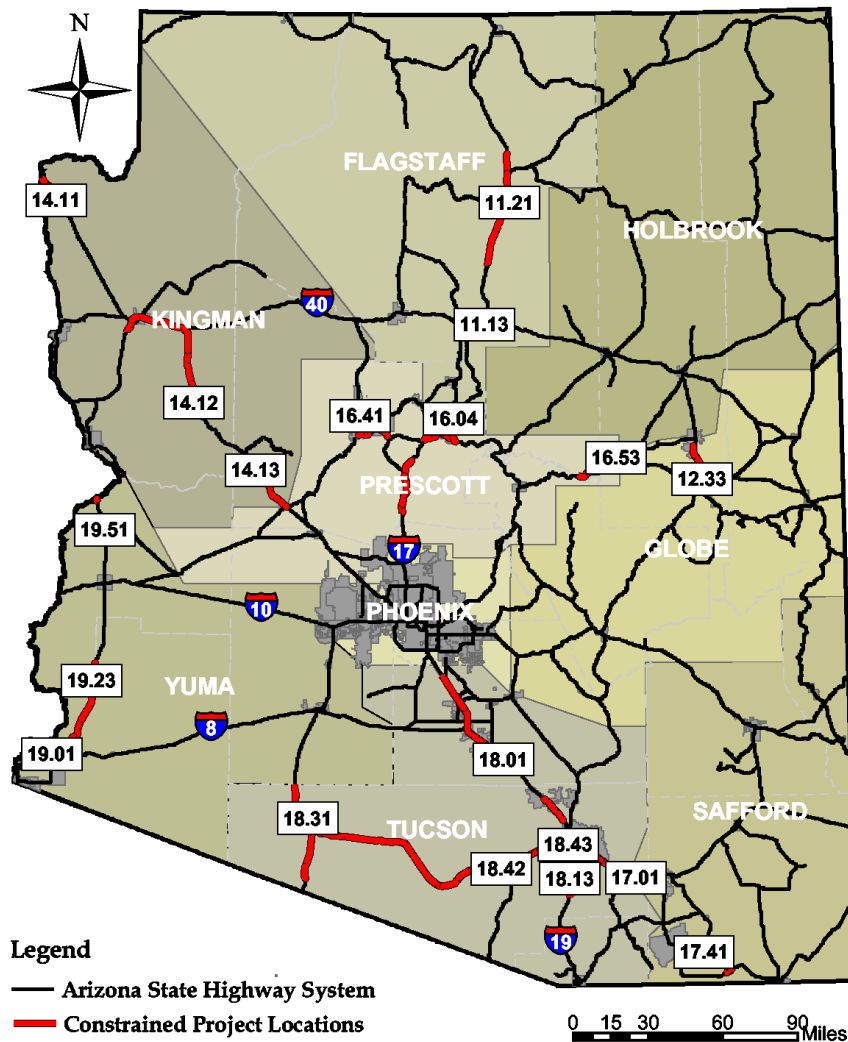 N
FLAGSTAFF
14.11
11.21
HOLBROOK
40
KINGMAN
11.13
14.12
16.41
16.04
16.53
14.13
12.33
PRESCOTT
19.51
17
GLOBE
10
PHOENIX
19.23
YUMA
8
19.01
18.01
18.31
TUCSON
SAFFORD
18.43
18.42
18.13
17.01
19
17.41
Legend
Arizona State Highway System
Constrained Project Locations
0 15 30 60 90 Miles